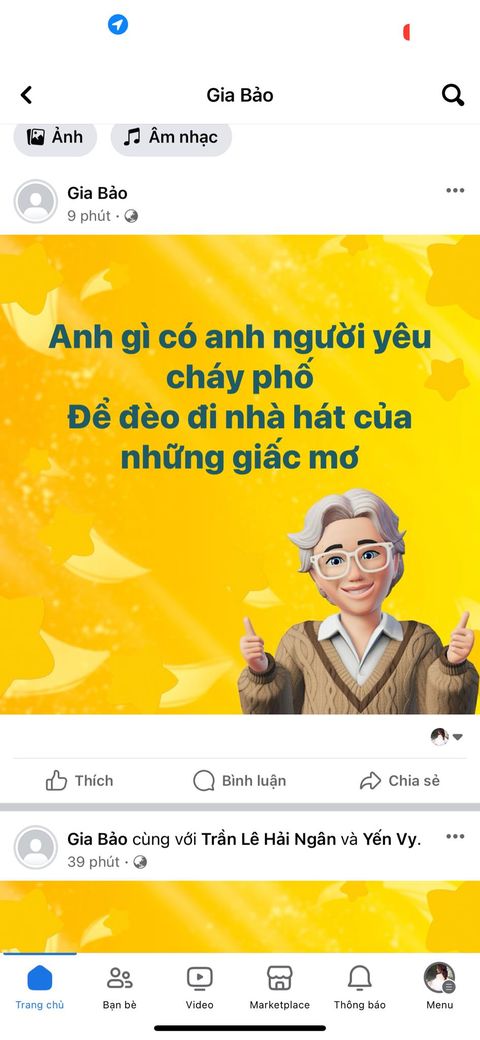 Gia Bảo
Ảnh
Âm nhạc
Gia Bảo
9 phút ·
Anh gì có anh người yêu
cháy phố
Để đèo đi nhà hát của
những giấc mơ
Thích
Bình luận
Chia sẻ
Gia Bảo cùng với Trần Lê Hải Ngân và Yến Vy.
39 phút ·
Trang chủ
Bạn bè
Video
Marketplace
Thông báo
Menu